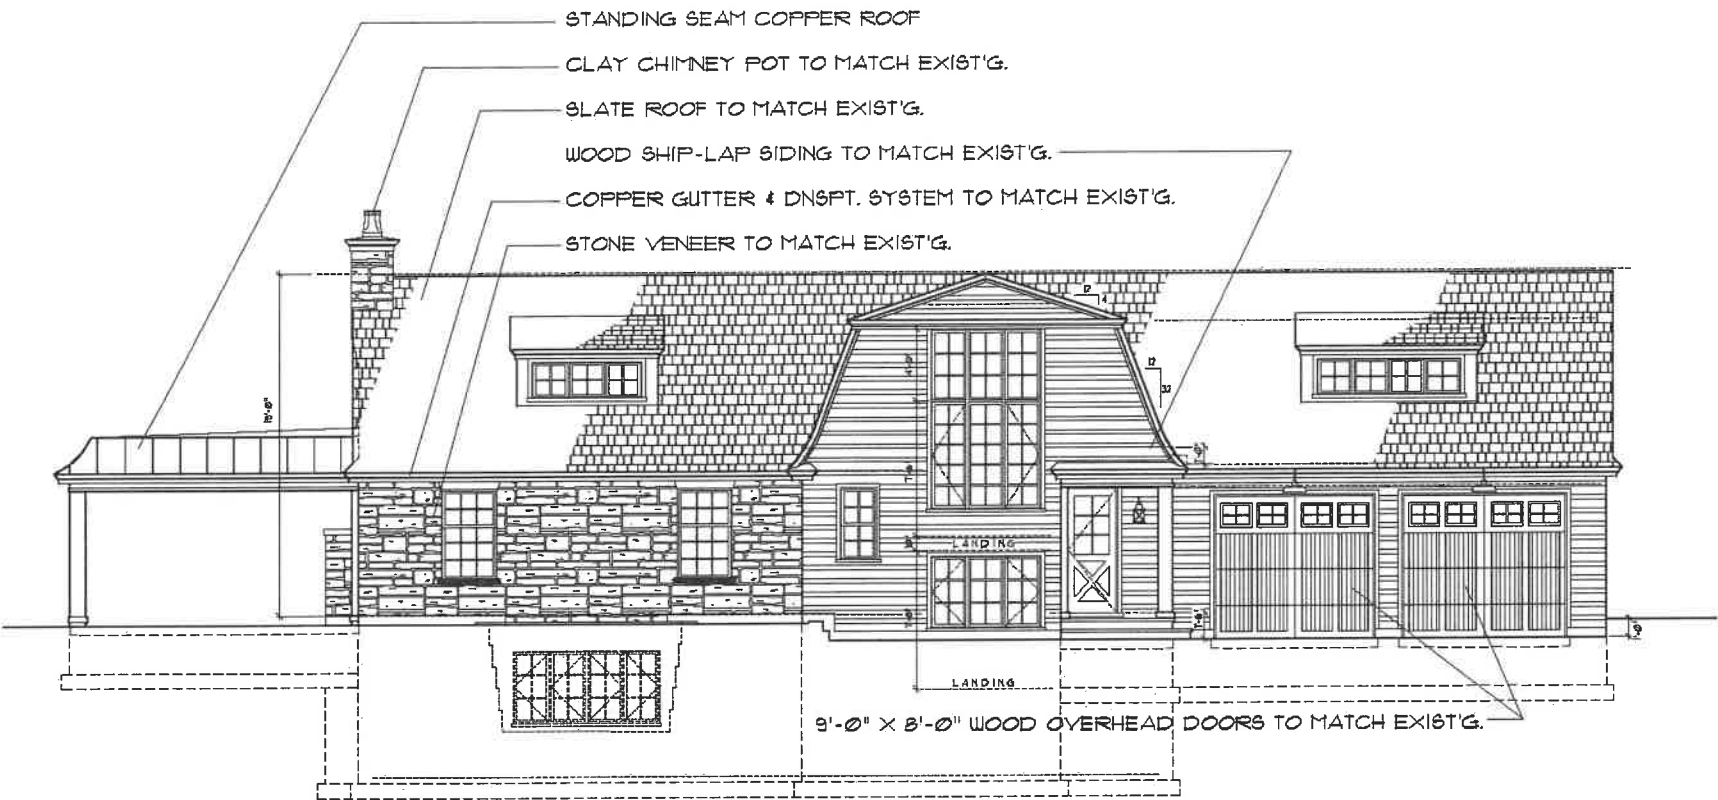 STANDING SEAM COPPER ROOF
CLAY CHIMNEY POT TO MATCH EXIST'G.
SLATE ROOF TO MATCH EXIST'G.
WOOD SHIP-LAP SIDING TO MATCH EXIST'G.
COPPER GUTTER & DNSPT. SYSTEM TO MATCH EXIST'G.
STONE VENEER TO MATCH EXIST'G.
12
4
12
32
LANDING
LANDING
9'-0" X 8'-0" WOOD OVERHEAD DOORS TO MATCH EXIST'G.